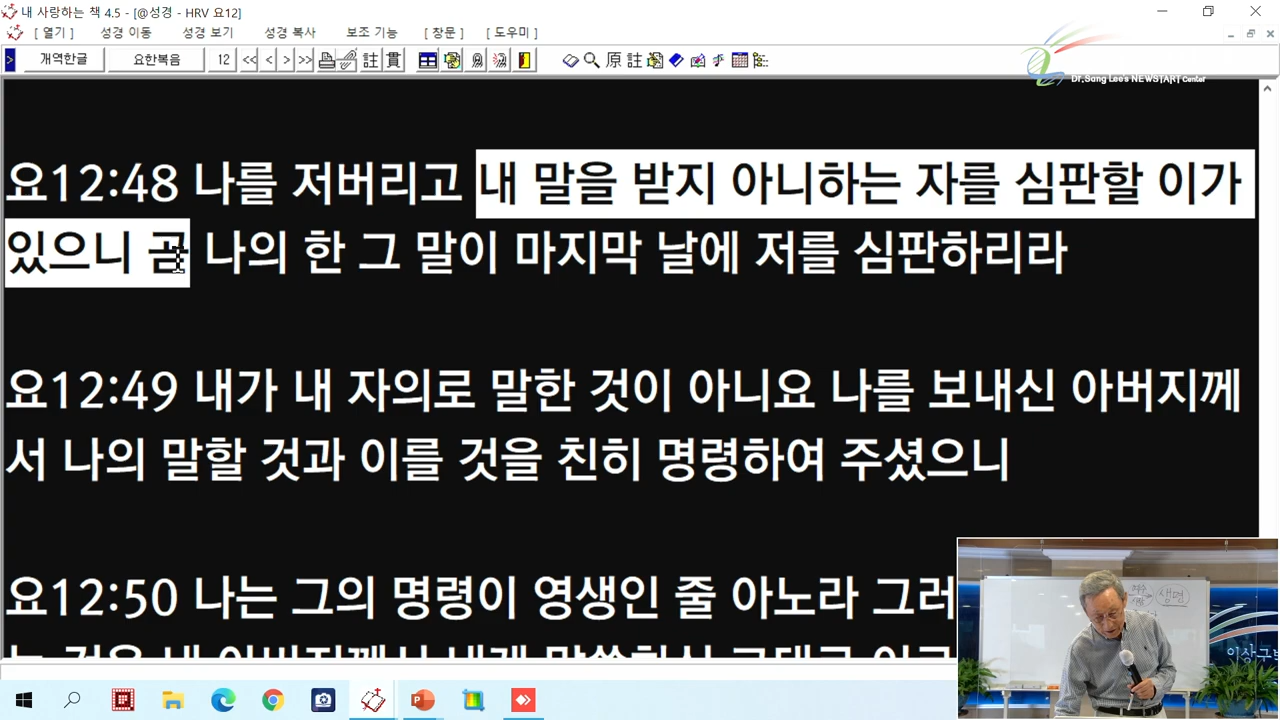 내 사랑하는 책 4.5 - [@성경 - HRV 요12]
[ 열기 ] 성경 이동 성경 보기 성경 복사 보조 기능 [ 창문 ] [ 도우미 ]
> 개역한글 요한복음 12 << < > >> 註 貫 原 註
Dr.Sang Lee's NEWSTART Center
요12:48 나를 저버리고 내 말을 받지 아니하는 자를 심판할 이가
있으니 곧 나의 한 그 말이 마지막 날에 저를 심판하리라
요12:49 내가 내 자의로 말한 것이 아니요 나를 보내신 아버지께
서 나의 말할 것과 이를 것을 친히 명령하여 주셨으니
요12:50 나는 그의 명령이 영생인 줄 아노라 그러
생명
이상구